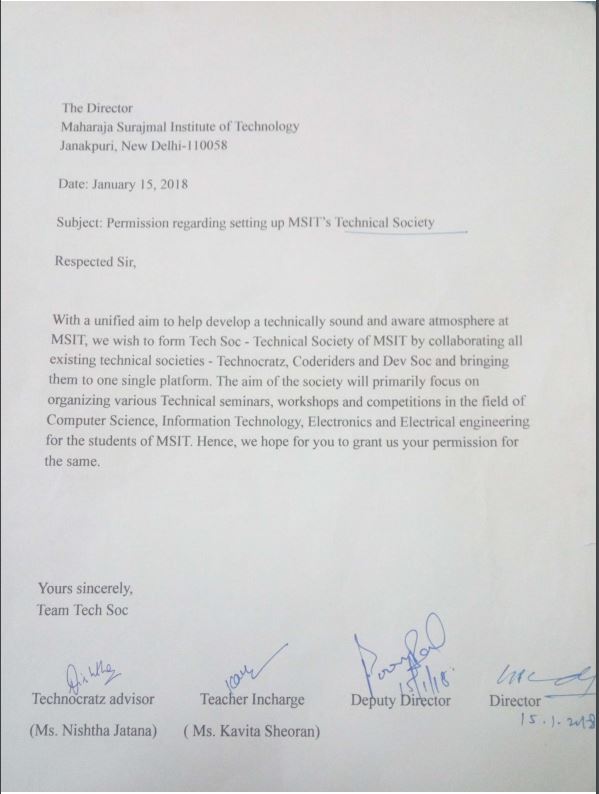 The Director
Maharaja Surajmal Institute of Technology
Janakpuri, New Delhi-110058
Date: January 15, 2018
Subject: Permission regarding setting up MSIT's Technical Society
Respected Sir,
With a unified aim to help develop a technically sound and aware atmosphere at
MSIT, we wish to form Tech Soc - Technical Society of MSIT by collaborating all
existing technical societies - Technocratz, Coderiders and Dev Soc and bringing
them to one single platform. The aim of the society will primarily focus on
organizing various Technical seminars, workshops and competitions in the field of
Computer Science, Information Technology, Electronics and Electrical engineering
for the students of MSIT. Hence, we hope for you to grant us your permission for
the same.
Yours sincerely,
Team Tech Soc
Nishtha
15/1/18.
Technocratz advisor Teacher Incharge Deputy Director Director
15.1.2018
(Ms. Nishtha Jatana) ( Ms. Kavita Sheoran)